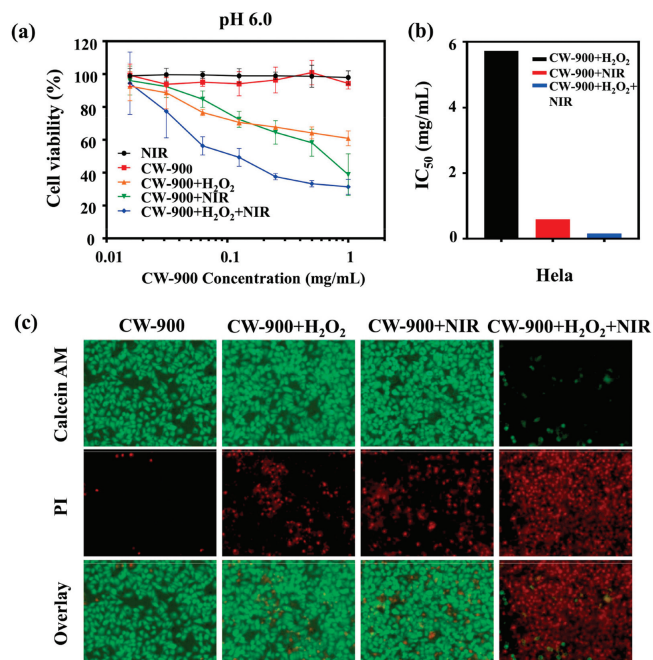 (a)
pH 6.0
Cell viability (%)
120
100
80
60
40
20
0
NIR
CW-900
CW-900+H₂O₂
CW-900+NIR
CW-900+H₂O₂+NIR
0.01
0.1
1
CW-900 Concentration (mg/mL)
(b)
IC₅₀ (mg/mL)
6
4
2
0
CW-900+H₂O₂
CW-900+NIR
CW-900+H₂O₂+
NIR
Hela
(c)
CW-900 CW-900+H₂O₂ CW-900+NIR CW-900+H₂O₂+NIR
Calcein AM
PI
Overlay